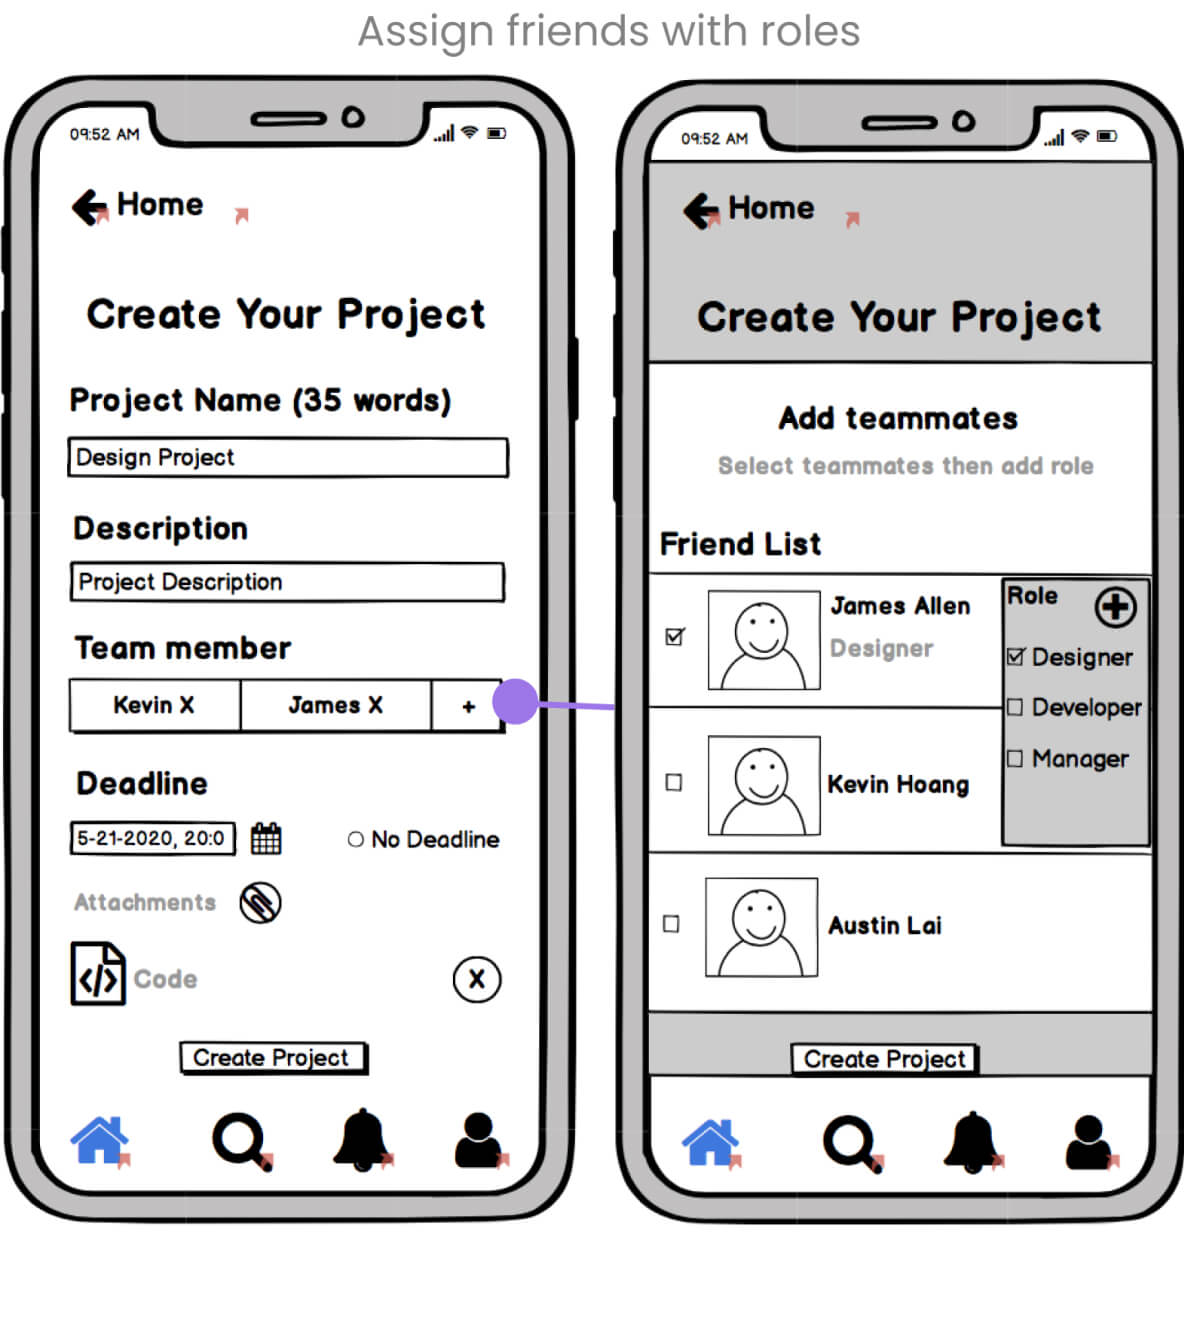 Assign friends with roles
09:52 AM
Home
Create Your Project
Project Name (35 words)
Design Project
Description
Project Description
Team member
Kevin X James X +
Deadline
5-21-2020, 20:0 No Deadline
Attachments
</> Code X
Create Project
09:52 AM
Home
Create Your Project
Add teammates
Select teammates then add role
Friend List
James Allen
Designer
Role
Designer
Developer
Manager
Kevin Hoang
Austin Lai
Create Project